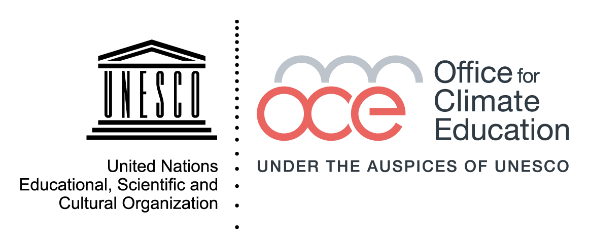 UNESCO
United Nations
Educational, Scientific and
Cultural Organization
oce
Office for
Climate
Education
UNDER THE AUSPICES OF UNESCO